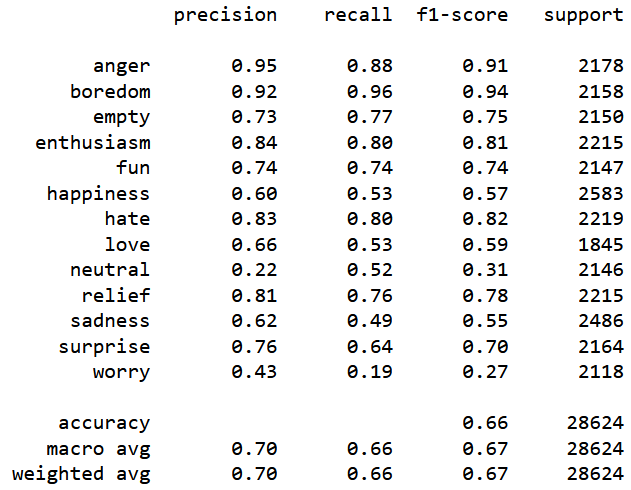 precision recall f1-score support
anger 0.95 0.88 0.91 2178
boredom 0.92 0.96 0.94 2158
empty 0.73 0.77 0.75 2150
enthusiasm 0.84 0.80 0.81 2215
fun 0.74 0.74 0.74 2147
happiness 0.60 0.53 0.57 2583
hate 0.83 0.80 0.82 2219
love 0.66 0.53 0.59 1845
neutral 0.22 0.52 0.31 2146
relief 0.81 0.76 0.78 2215
sadness 0.62 0.49 0.55 2486
surprise 0.76 0.64 0.70 2164
worry 0.43 0.19 0.27 2118
accuracy 0.66 28624
macro avg 0.70 0.66 0.67 28624
weighted avg 0.70 0.66 0.67 28624